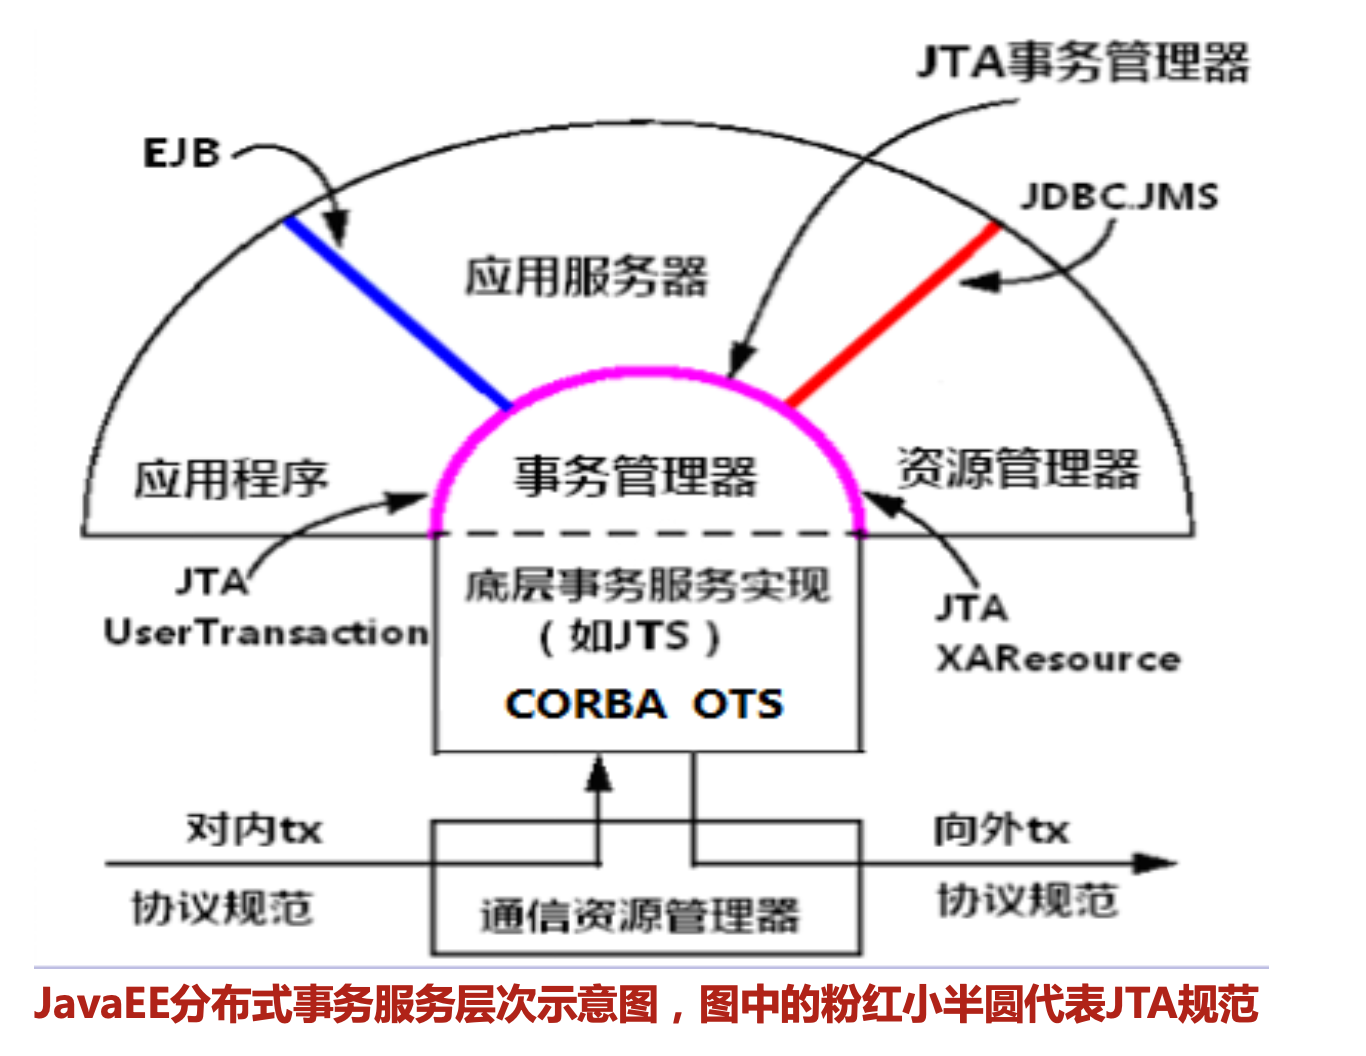 JTA事务管理器
EJB
JDBC.JMS
应用服务器
应用程序
事务管理器
资源管理器
JTA
UserTransaction
底层事务服务实现
（如JTS）
CORBA OTS
JTA
XAResource
对内tx
协议规范
向外tx
协议规范
通信资源管理器
JavaEE分布式事务服务层次示意图，图中的粉红小半圆代表JTA规范